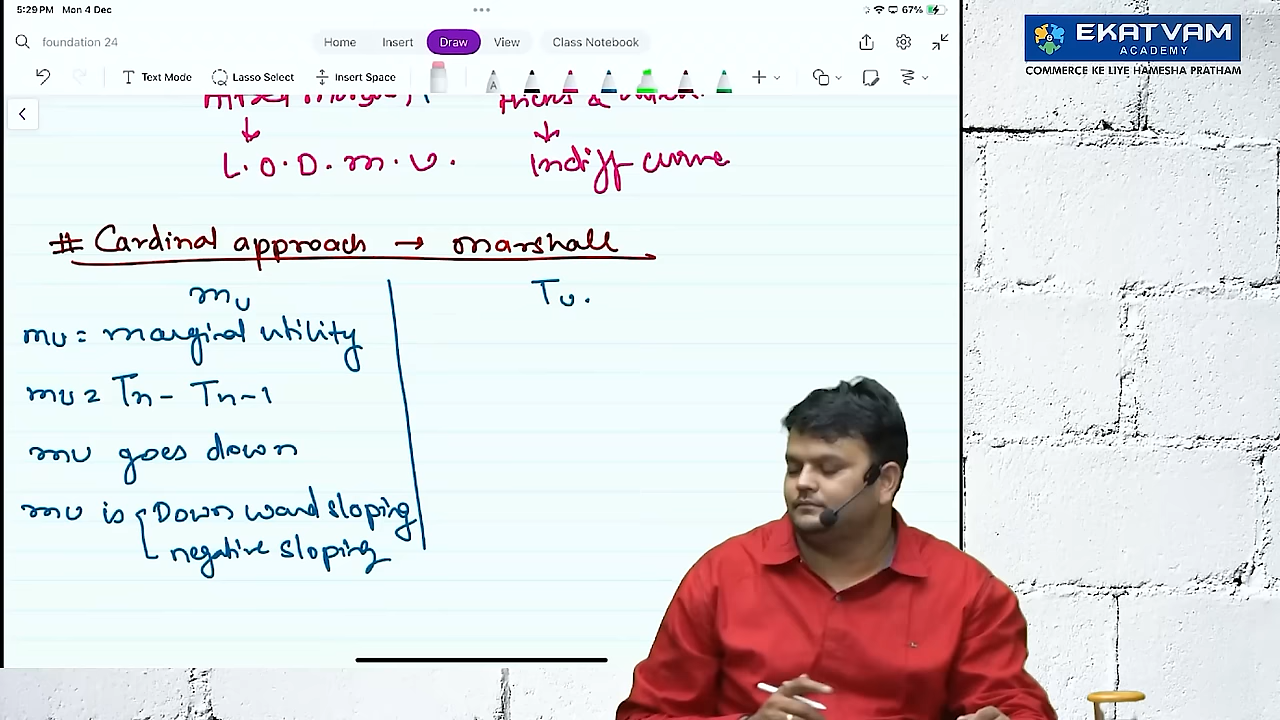 5:29 PM Mon 4 Dec
67%
EKATVAM
ACADEMY
COMMERCE KE LIYE HAMESHA PRATHAM
foundation 24
Home Insert Draw View Class Notebook
Text Mode Lasso Select Insert Space
L.O.D.M.U. Indiff curve
# Cardinal approach → Marshall
MU TU.
MU = marginal utility
MU = Tn - Tn-1
MU goes down
MU is Downward sloping
negative sloping